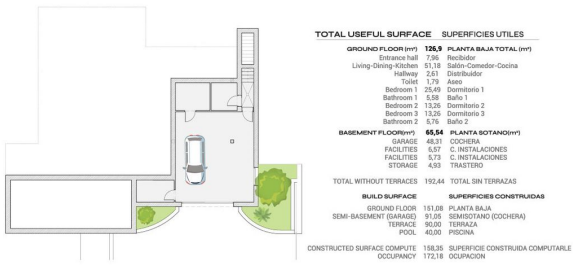 TOTAL USEFUL SURFACE SUPERFICIES UTILES
GROUND FLOOR (m²) 126,9 PLANTA BAJA TOTAL (m²)
Entrance hall 7,96 Recibidor
Living-Dining-Kitchen 51,18 Salón-Comedor-Cocina
Hallway 2,61 Distribuidor
Toilet 1,79 Aseo
Bedroom 1 25,49 Dormitorio 1
Bathroom 1 5,58 Baño 1
Bedroom 2 13,26 Dormitorio 2
Bedroom 3 13,26 Dormitorio 3
Bathroom 2 5,76 Baño 2
BASEMENT FLOOR(m²) 65,54 PLANTA SOTANO(m²)
GARAGE 48,31 COCHERA
FACILITIES 6,57 C. INSTALACIONES
FACILITIES 5,73 C. INSTALACIONES
STORAGE 4,93 TRASTERO
TOTAL WITHOUT TERRACES 192,44 TOTAL SIN TERRAZAS
BUILD SURFACE SUPERFICIES CONSTRUIDAS
GROUND FLOOR 151,08 PLANTA BAJA
SEMI-BASEMENT (GARAGE) 91,05 SEMISOTANO (COCHERA)
TERRACE 90,00 TERRAZA
POOL 40,00 PISCINA
CONSTRUCTED SURFACE COMPUTE 158,35 SUPERFICIE CONSTRUIDA COMPUTABLE
OCCUPANCY 172,18 OCUPACION